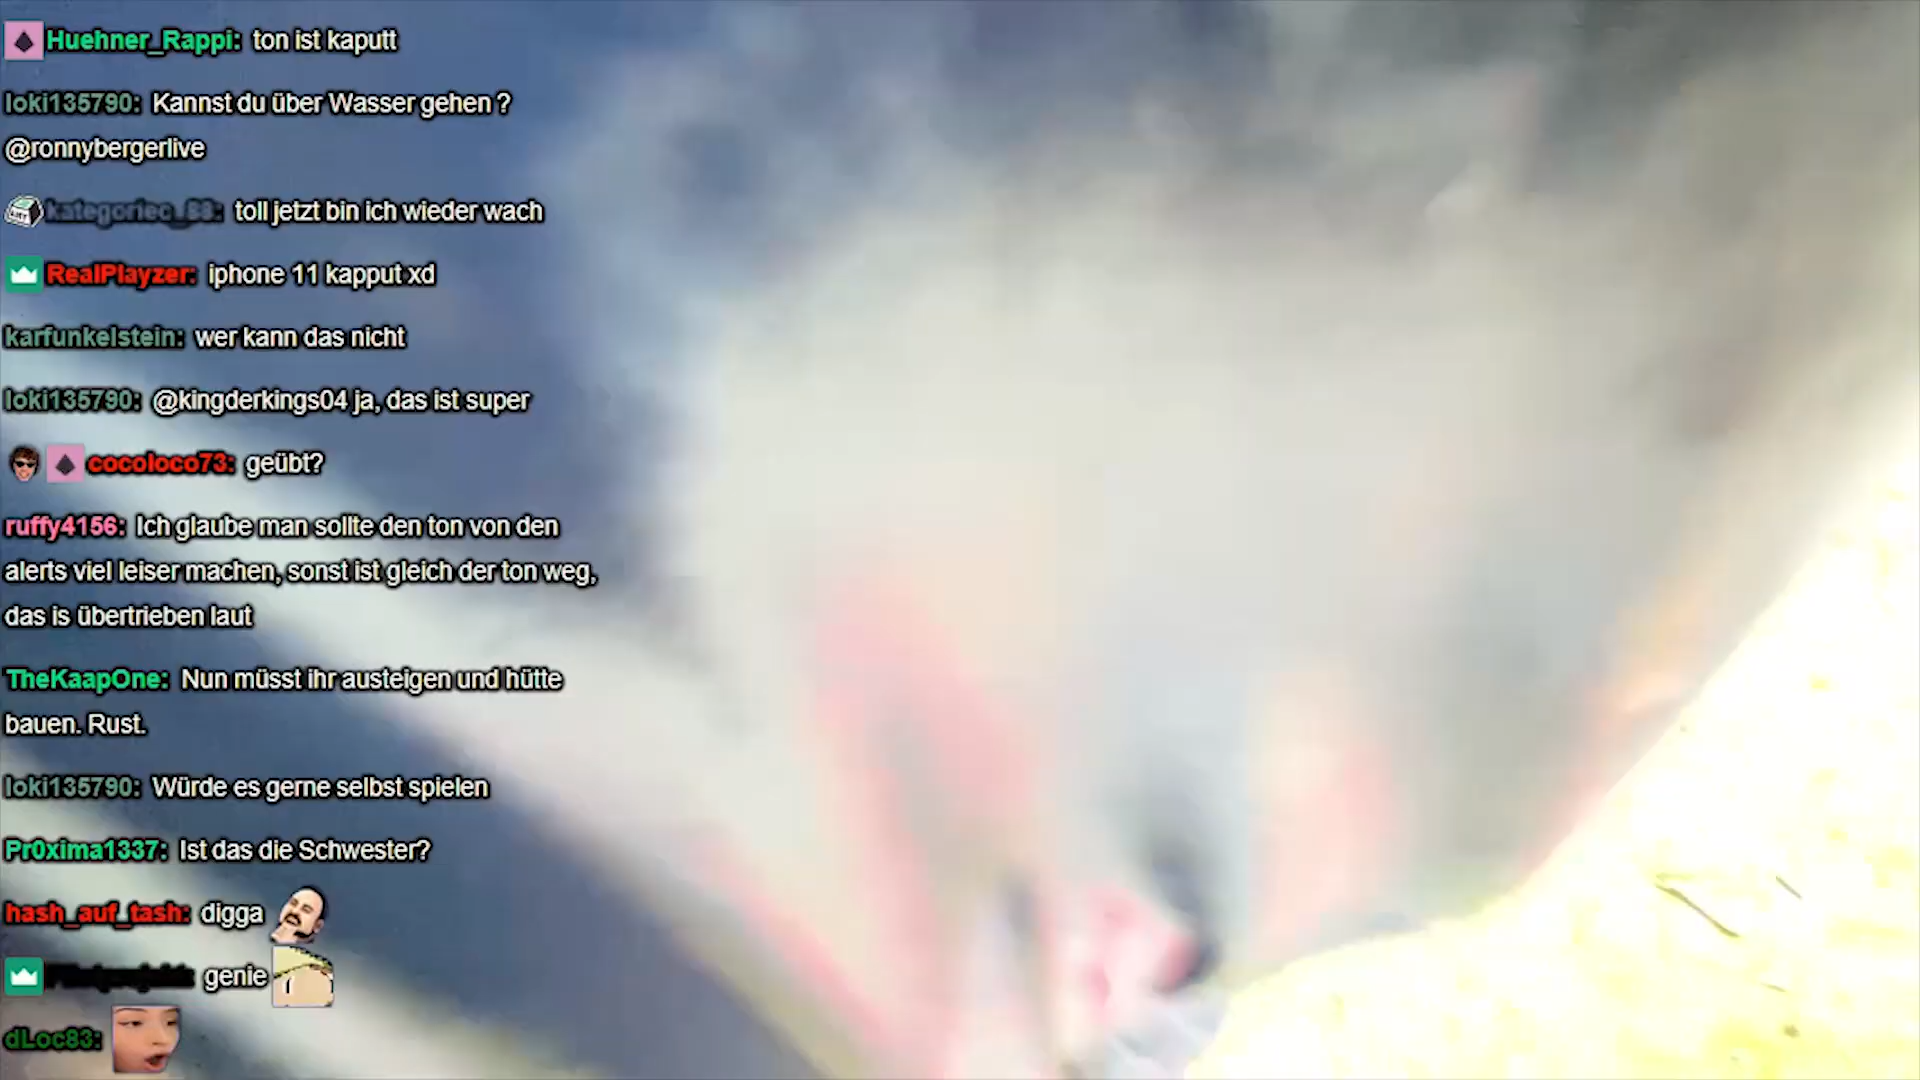 Huehner_Rappi: ton ist kaputt
loki135790: Kannst du über Wasser gehen ?
@ronnybergerlive
kategoriec_88: toll jetzt bin ich wieder wach
RealPlayzer: iphone 11 kapput xd
karfunkelstein: wer kann das nicht
loki135790: @kingderkings04 ja, das ist super
cocoloco73: geübt?
ruffy4156: Ich glaube man sollte den ton von den
alerts viel leiser machen, sonst ist gleich der ton weg,
das is übertrieben laut
TheKaapOne: Nun müsst ihr austeigen und hütte
bauen. Rust.
loki135790: Würde es gerne selbst spielen
Pr0xima1337: Ist das die Schwester?
hash_auf_tash: digga
genie
dLoc83: